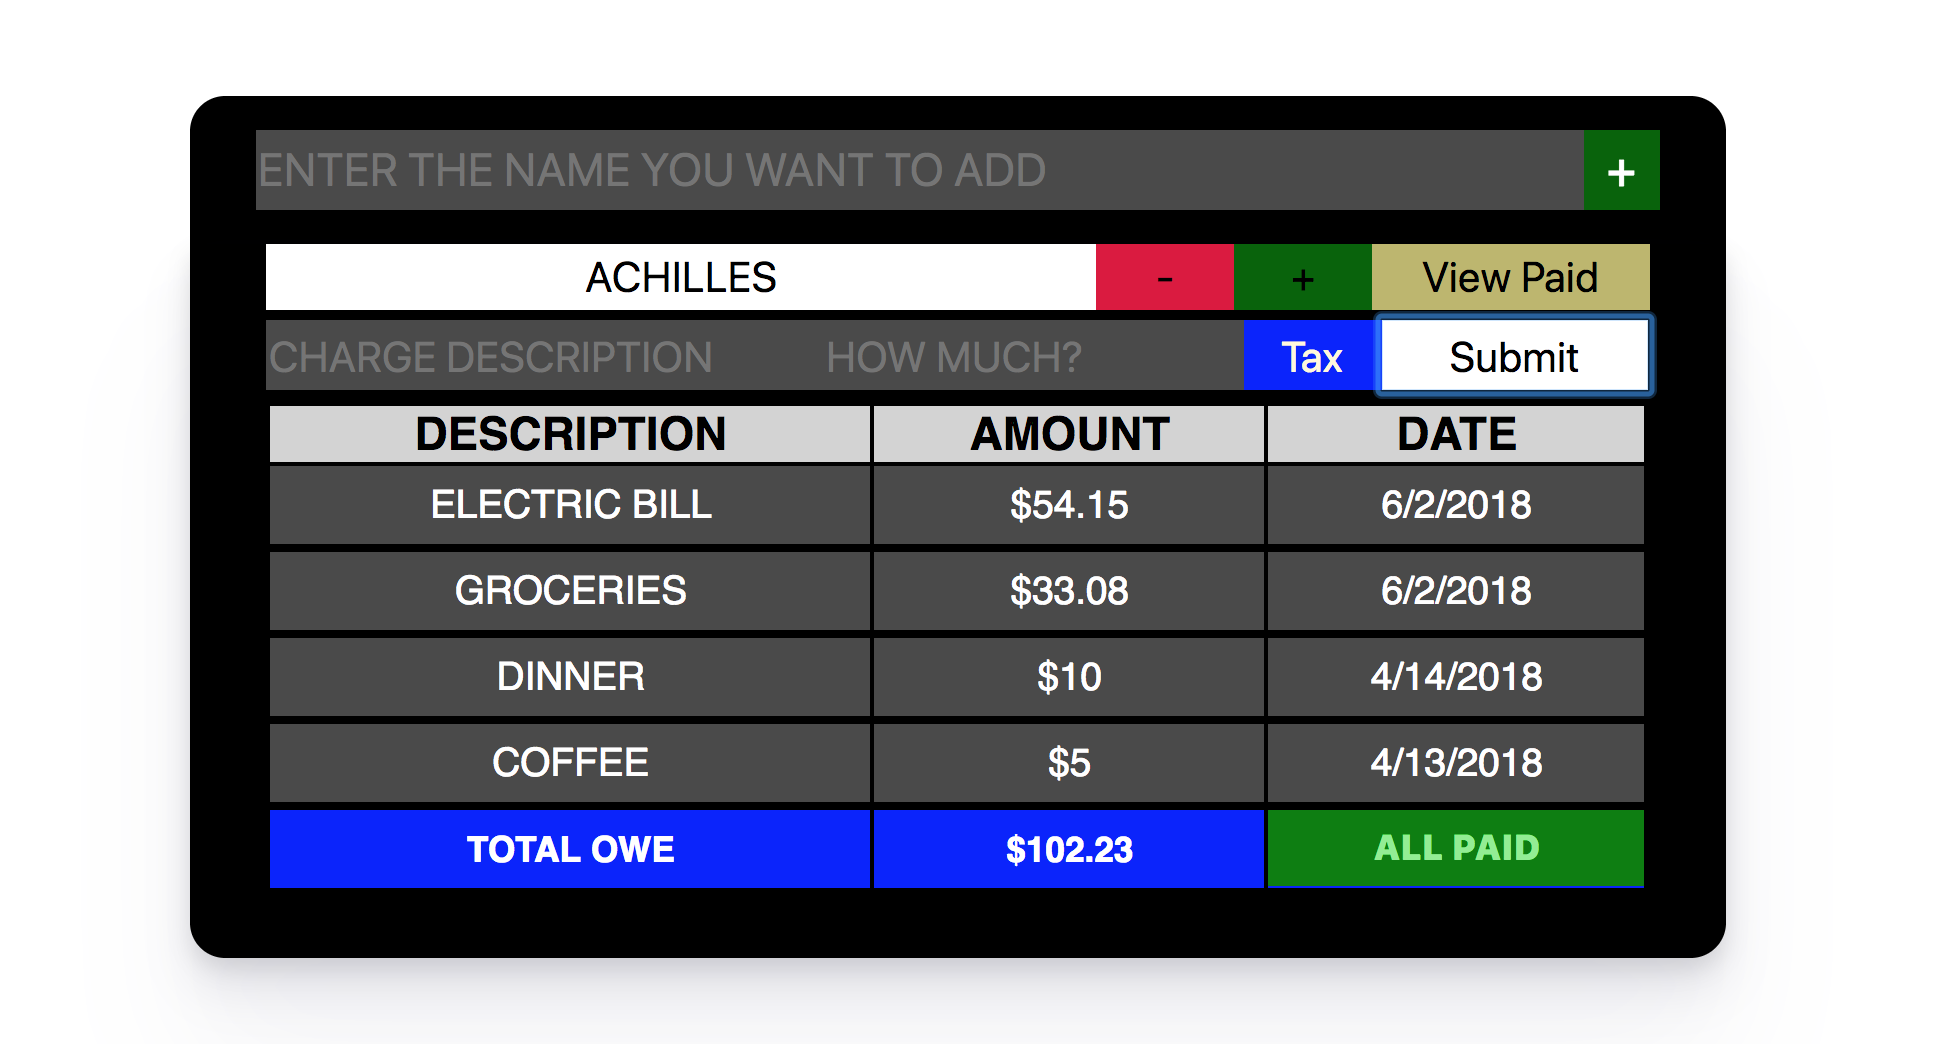 ENTER THE NAME YOU WANT TO ADD +
ACHILLES - + View Paid
CHARGE DESCRIPTION HOW MUCH? Tax Submit
DESCRIPTION AMOUNT DATE
ELECTRIC BILL $54.15 6/2/2018
GROCERIES $33.08 6/2/2018
DINNER $10 4/14/2018
COFFEE $5 4/13/2018
TOTAL OWE $102.23 ALL PAID